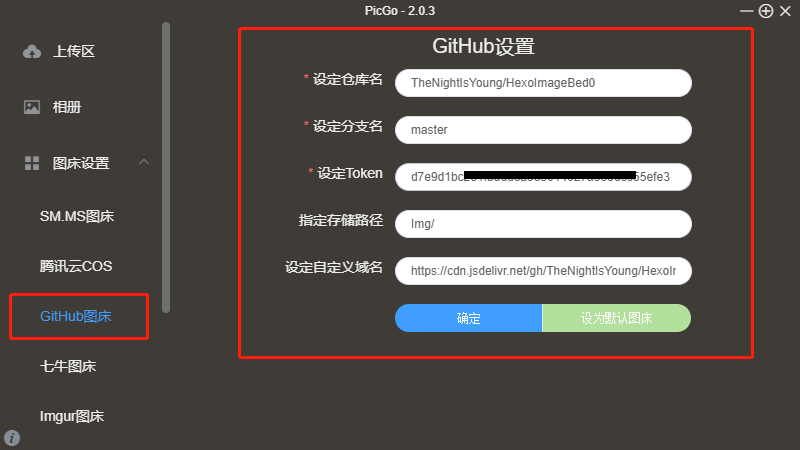 PicGo - 2.0.3
上传区
相册
图床设置
SM.MS图床
腾讯云COS
GitHub图床
七牛图床
Imgur图床
GitHub设置
* 设定仓库名
TheNightIsYoung/HexoImageBed0
* 设定分支名
master
* 设定Token
指定存储路径
Img/
设定自定义域名
https://cdn.jsdelivr.net/gh/TheNightIsYoung/HexoIr
确定
设为默认图床